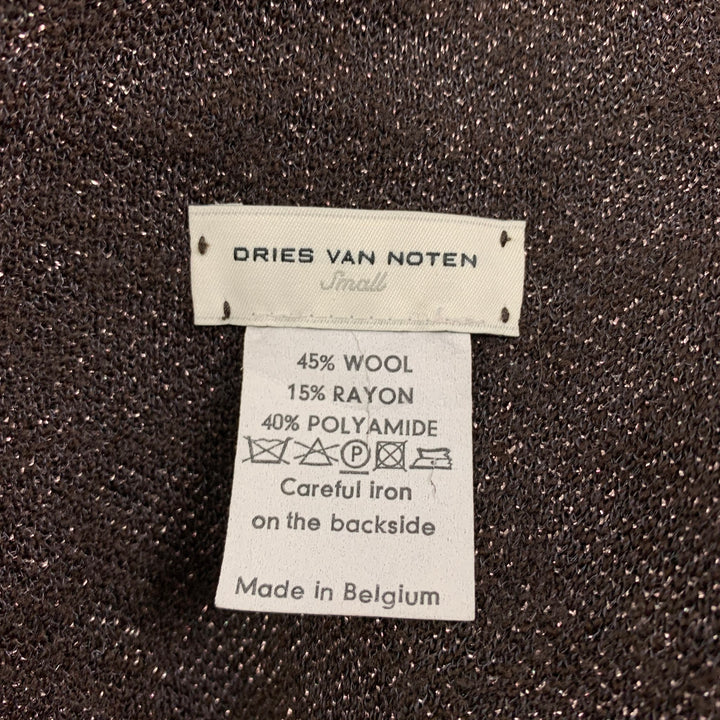 DRIES VAN NOTEN
Small
45% WOOL
15% RAYON
40% POLYAMIDE
P
Careful iron
on the backside
Made in Belgium